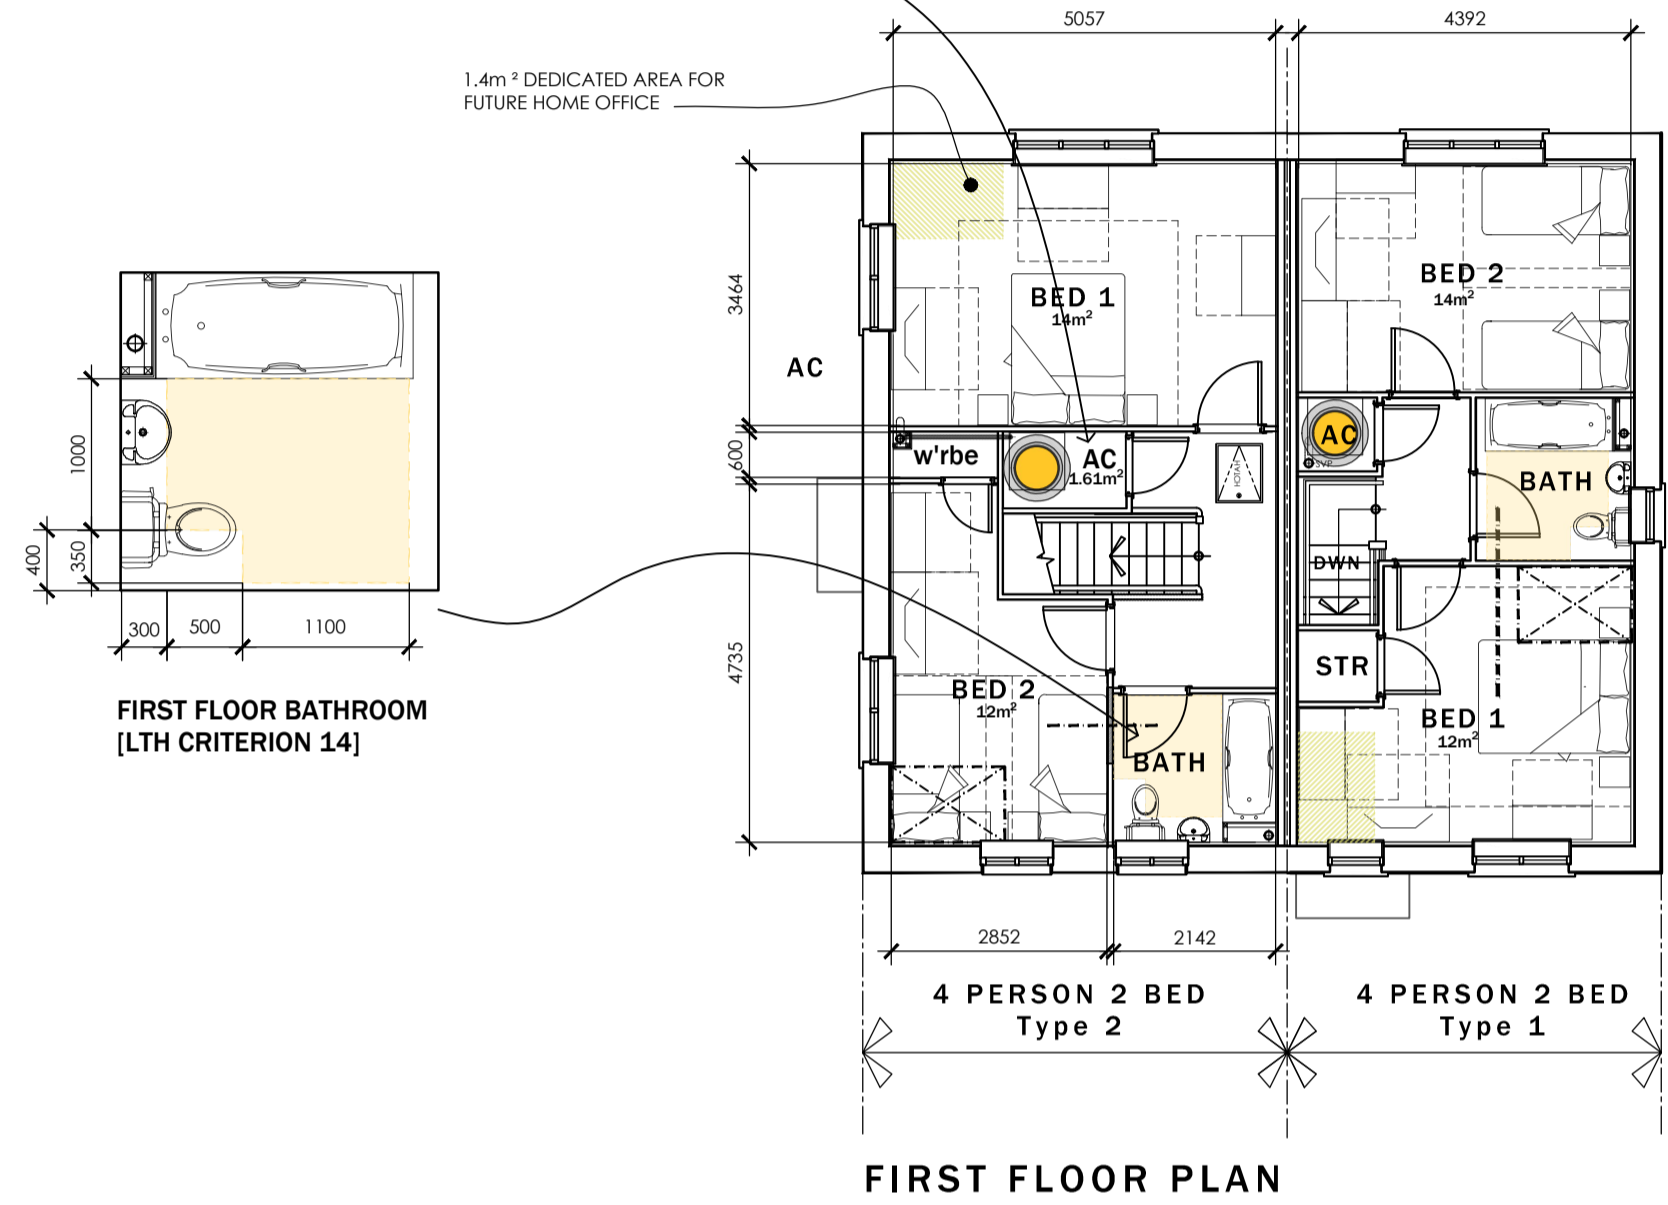 5057
4392
1.4m ² DEDICATED AREA FOR
FUTURE HOME OFFICE
3464
BED 1
14m²
BED 2
14m²
AC
AC
600
w'rbe
AC
1.61m²
HATCH
SVP
BATH
1000
400
350
300
500
1100
DWN
4735
STR
BED 2
12m²
BED 1
12m²
BATH
FIRST FLOOR BATHROOM
[LTH CRITERION 14]
2852
2142
4 PERSON 2 BED
Type 2
4 PERSON 2 BED
Type 1
FIRST FLOOR PLAN